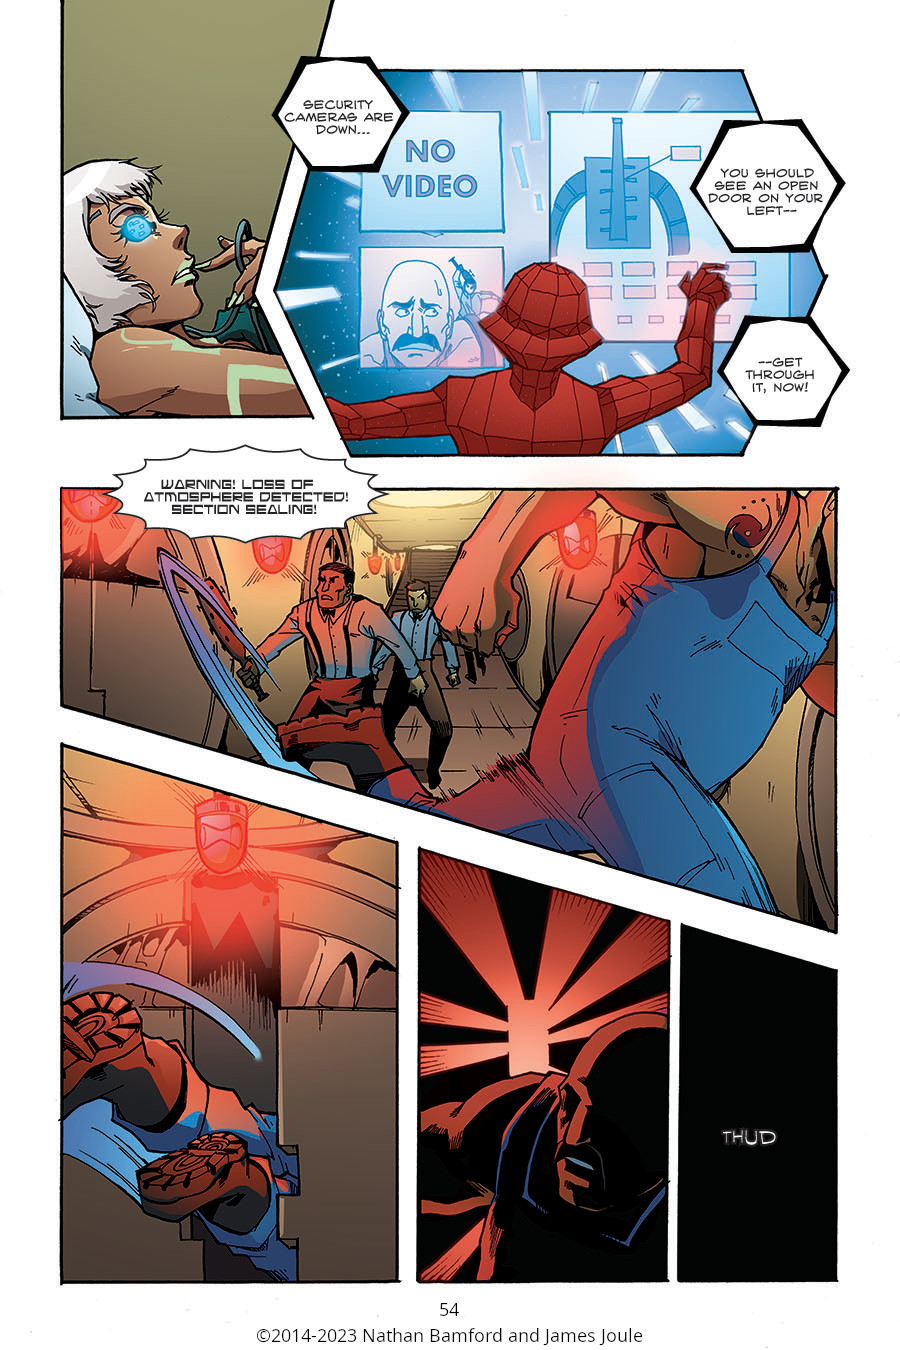 SECURITY
CAMERAS ARE
DOWN...
NO
VIDEO
YOU SHOULD
SEE AN OPEN
DOOR ON YOUR
LEFT--
--GET
THROUGH
IT, NOW!
WARNING! LOSS OF
ATMOSPHERE DETECTED!
SECTION SEALING!
THUD
54
©2014-2023 Nathan Bamford and James Joule